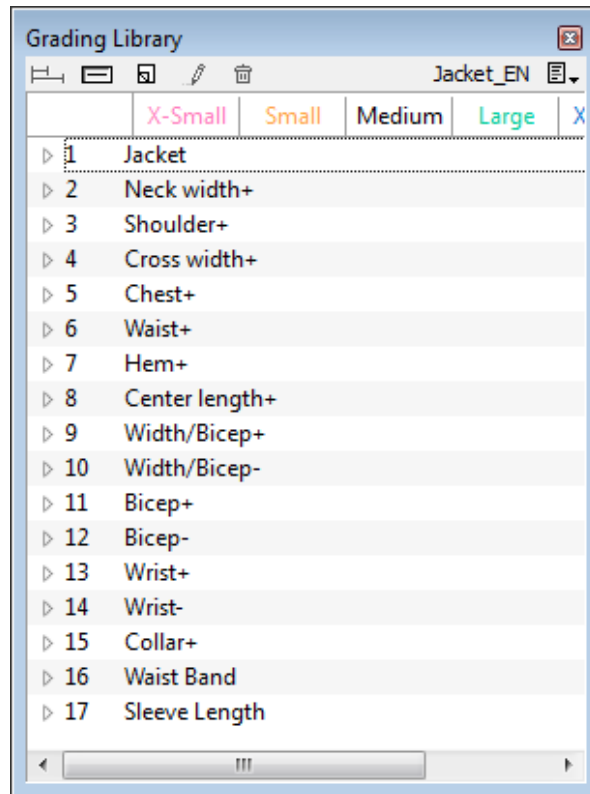 Grading Library
Jacket_EN
X-Small Small Medium Large X
1 Jacket
2 Neck width+
3 Shoulder+
4 Cross width+
5 Chest+
6 Waist+
7 Hem+
8 Center length+
9 Width/Bicep+
10 Width/Bicep-
11 Bicep+
12 Bicep-
13 Wrist+
14 Wrist-
15 Collar+
16 Waist Band
17 Sleeve Length